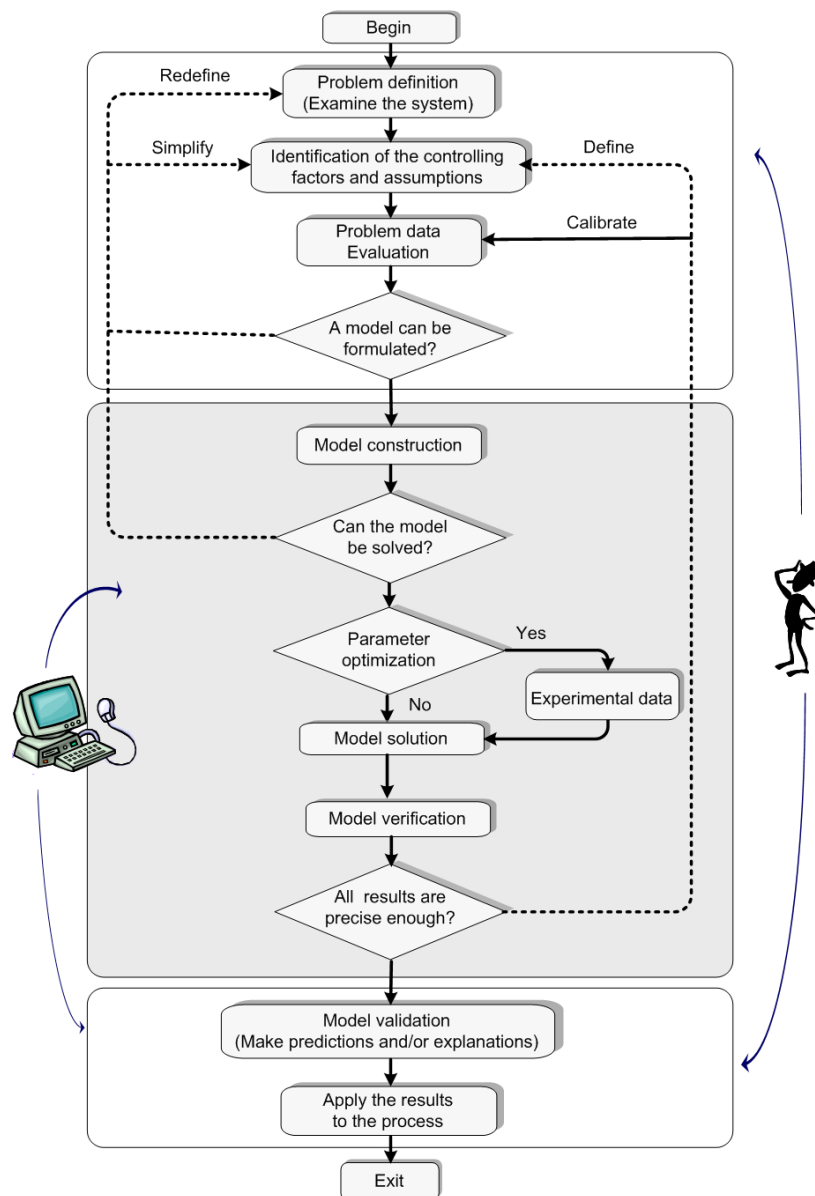 Begin
Redefine
Problem definition
(Examine the system)
Simplify
Identification of the controlling
factors and assumptions
Define
Problem data
Evaluation
Calibrate
A model can be
formulated?
Model construction
Can the model
be solved?
Parameter
optimization
Yes
Experimental data
No
Model solution
Model verification
All results are
precise enough?
Model validation
(Make predictions and/or explanations)
Apply the results
to the process
Exit